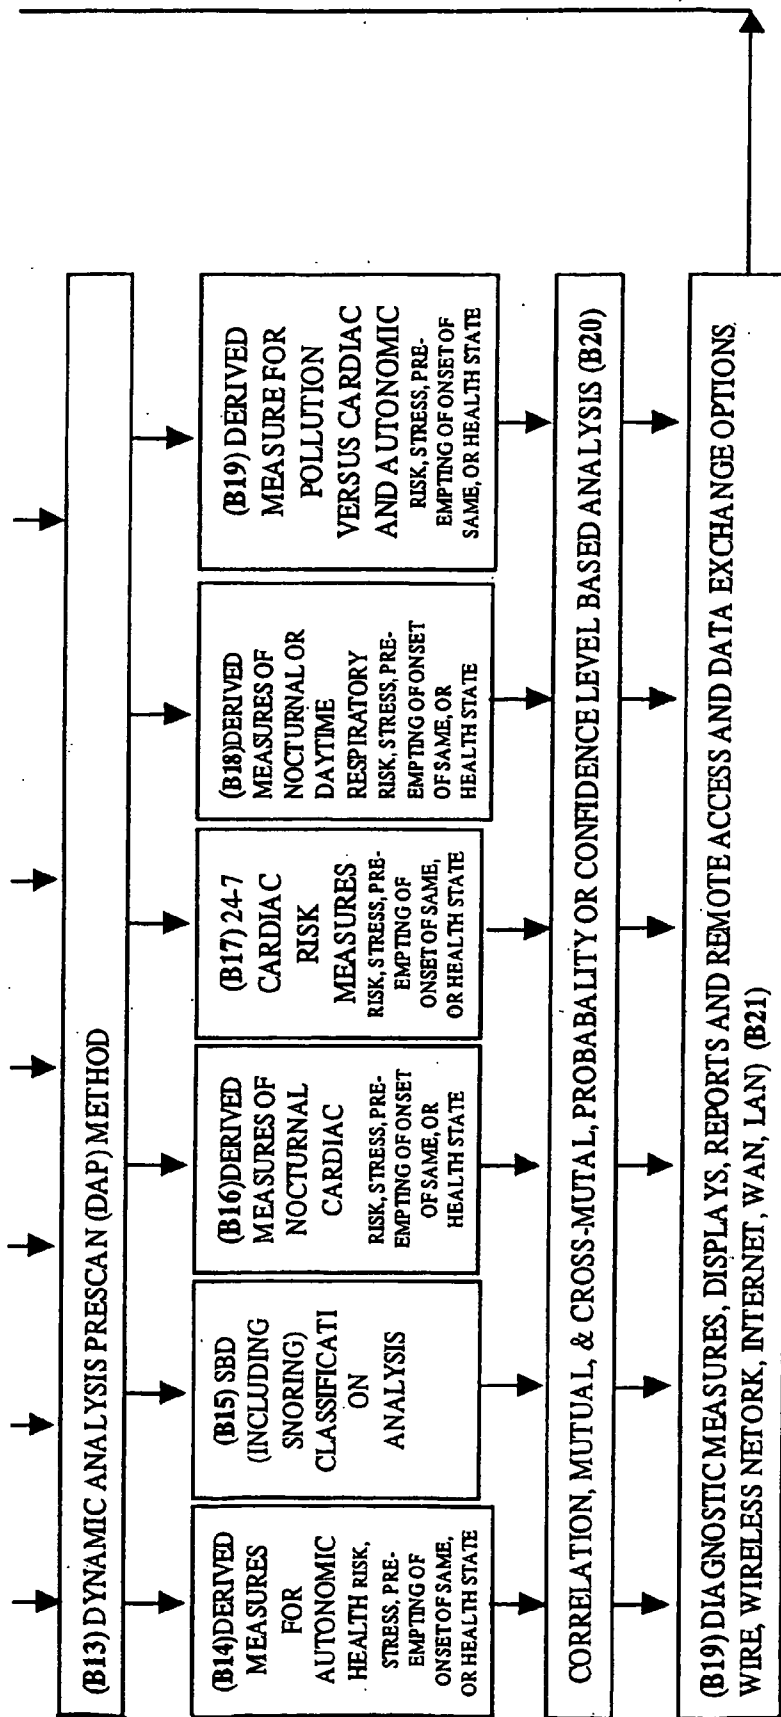 (B13) DYNAMIC ANALYSIS PRESCAN (DAP) METHOD
(B14)DERIVED
MEASURES
FOR
AUTONOMIC
HEALTH RISK,
STRESS, PRE-
EMPTING OF
ONSET OF SAME,
OR HEALTH STATE
(B15) SBD
(INCLUDING
SNORING)
CLASSIFICATI
ON
ANALYSIS
(B16)DERIVED
MEASURES OF
NOCTURNAL
CARDIAC
RISK, STRESS, PRE-
EMPTING OF ONSET
OF SAME, OR
HEALTH STATE
(B17) 24-7
CARDIAC
RISK
MEASURES
RISK, STRESS, PRE-
EMPTING OF
ONSET OF SAME,
OR HEALTH STATE
(B18)DERIVED
MEASURES OF
NOCTURNAL OR
DAYTIME
RESPIRATORY
RISK, STRESS, PRE-
EMPTING OF ONSET
OF SAME, OR
HEALTH STATE
(B19) DERIVED
MEASURE FOR
POLLUTION
VERSUS CARDIAC
AND AUTONOMIC
RISK, STRESS, PRE-
EMPTING OF ONSET OF
SAME, OR HEALTH STATE
CORRELATION, MUTUAL, & CROSS-MUTAL, PROBABALITY OR CONFIDENCE LEVEL BASED ANALYSIS (B20)
(B19) DIAGNOSTIC MEASURES, DISPLAYS, REPORTS AND REMOTE ACCESS AND DATA EXCHANGE OPTIONS
WIRE, WIRELESS NETORK, INTERNET, WAN, LAN) (B21)